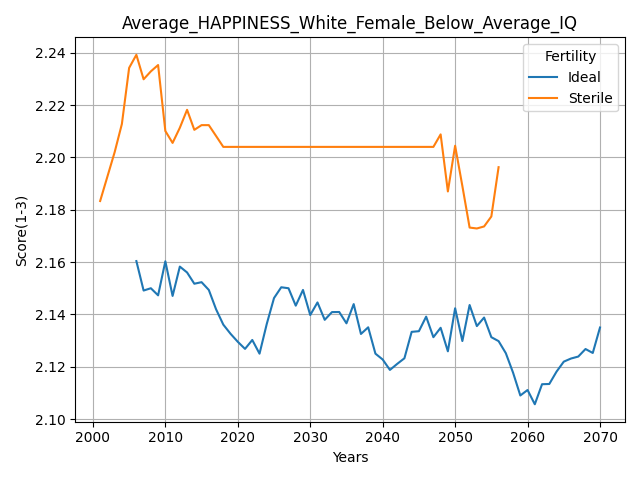 Average_HAPPINESS_White_Female_Below_Average_IQ
Fertility
Ideal
Sterile
Score(1-3)
2.24
2.22
2.20
2.18
2.16
2.14
2.12
2.10
2000 2010 2020 2030 2040 2050 2060 2070
Years